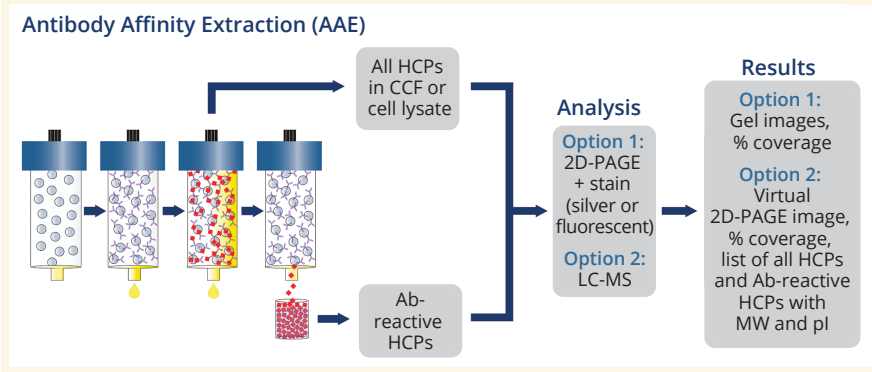 Antibody Affinity Extraction (AAE)
All HCPs
in CCF or
cell lysate
Ab-
reactive
HCPs
Analysis
Option 1:
2D-PAGE
+ stain
(silver or
fluorescent)
Option 2:
LC-MS
Results
Option 1:
Gel images,
% coverage
Option 2:
Virtual
2D-PAGE image,
% coverage,
list of all HCPs
and Ab-reactive
HCPs with
MW and pI